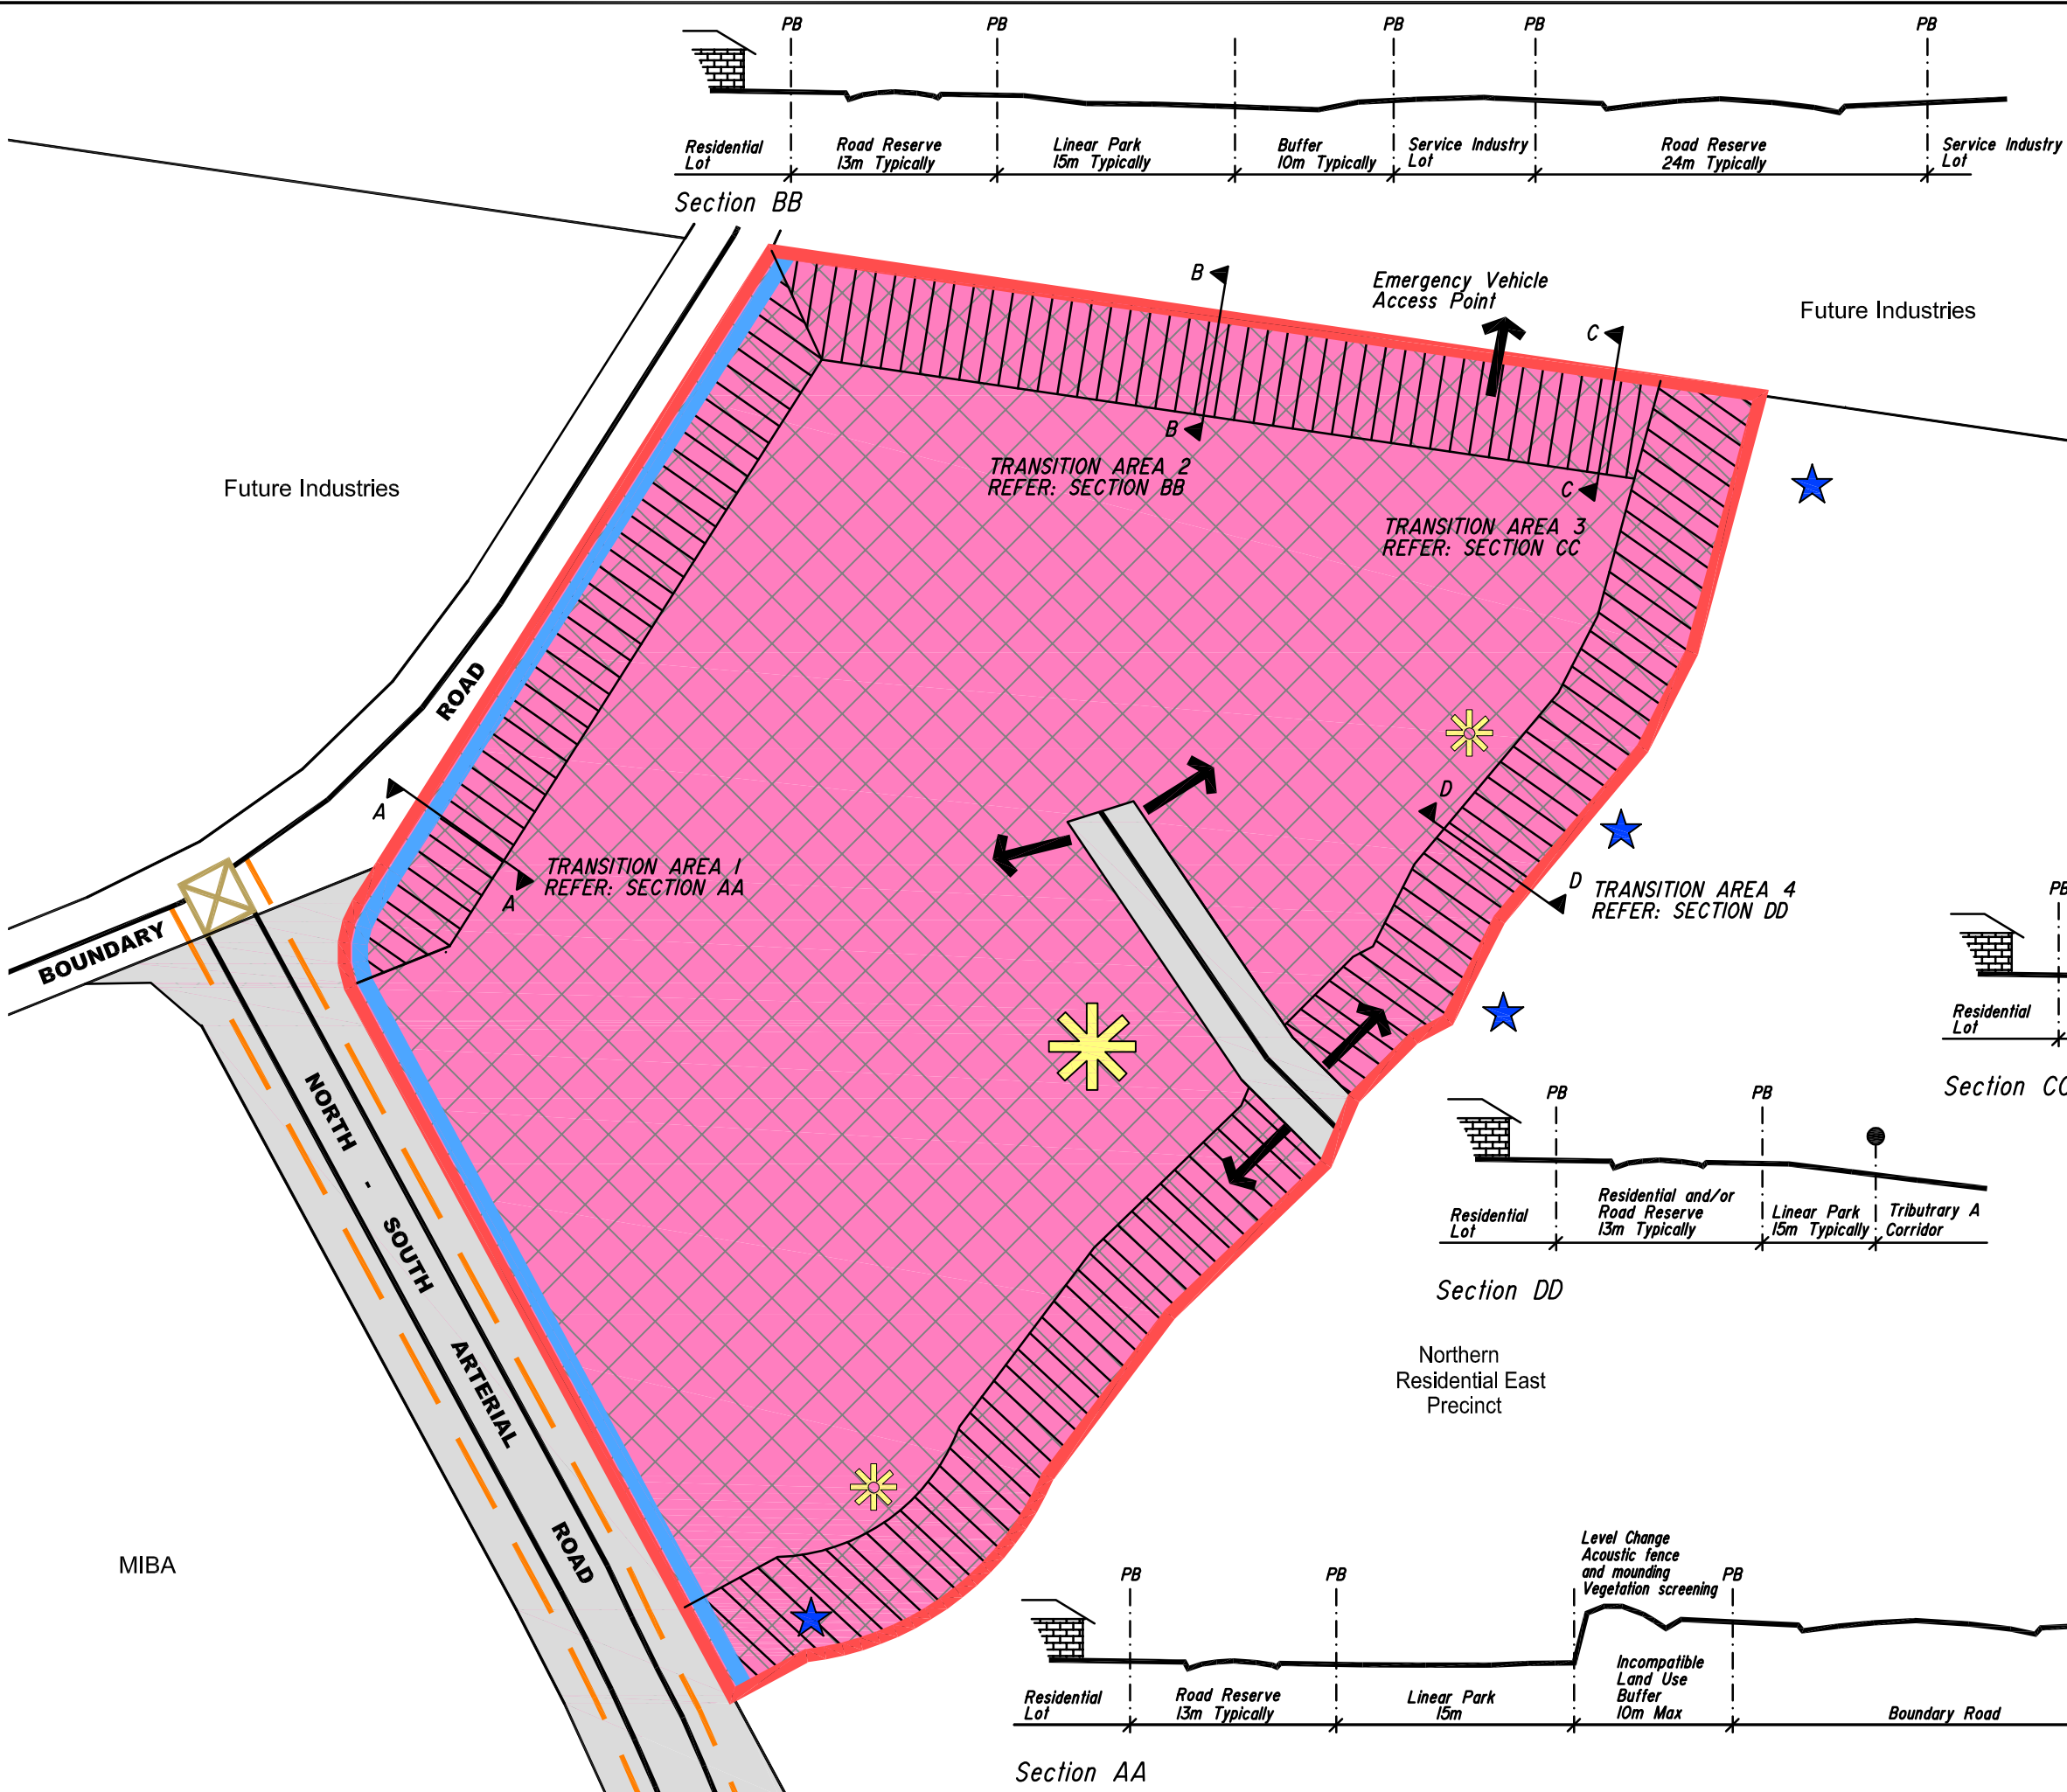 PB
PB
PB
PB
PB
Residential
Lot
Road Reserve
13m Typically
Linear Park
15m Typically
Buffer
10m Typically
Service Industry
Lot
Road Reserve
24m Typically
Service Industry
Lot
Section BB
B
Emergency Vehicle
Access Point
C
Future Industries
B
TRANSITION AREA 2
REFER: SECTION BB
C
Future Industries
TRANSITION AREA 3
REFER: SECTION CC
ROAD
A
A
TRANSITION AREA 1
REFER: SECTION AA
D
D
TRANSITION AREA 4
REFER: SECTION DD
BOUNDARY
PB
Residential
Lot
Section CC
NORTH - SOUTH ARTERIAL ROAD
PB
PB
Residential
Lot
Residential and/or
Road Reserve
13m Typically
Linear Park
15m Typically
Tributrary A
Corridor
Section DD
Northern
Residential East
Precinct
MIBA
PB
PB
Level Change
Acoustic fence
and mounding
Vegetation screening
PB
Residential
Lot
Road Reserve
13m Typically
Linear Park
15m
Incompatible
Land Use
Buffer
10m Max
Boundary Road
Section AA